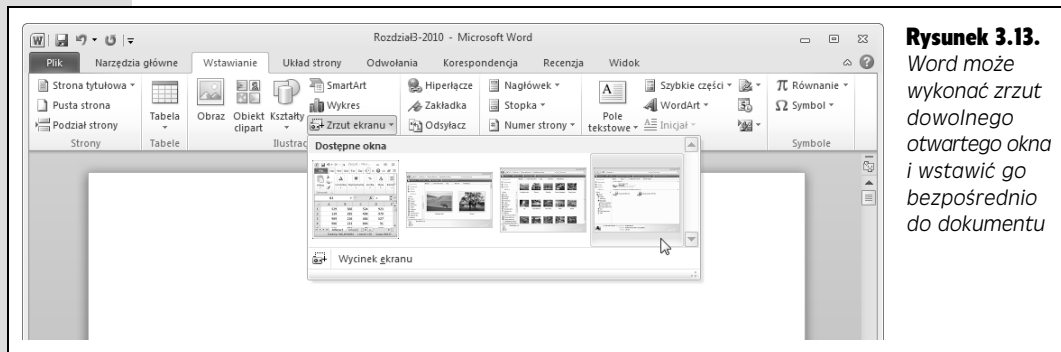 Rozdział3-2010 - Microsoft Word
Plik Narzędzia główne Wstawianie Układ strony Odwołania Korespondencja Recenzja Widok
Strona tytułowa
Pusta strona
Podział strony
Strony
Tabela
Tabele
Obraz
Obiekt clipart
Kształty
SmartArt
Wykres
Zrzut ekranu
Ilustrac
Hiperłącze
Zakładka
Odsyłacz
Nagłówek
Stopka
Numer strony
Pole tekstowe
Szybkie części
WordArt
Inicjał
π Równanie
Ω Symbol
Symbole
Dostępne okna
Wycinek ekranu
Rysunek 3.13.
Word może
wykonać zrzut
dowolnego
otwartego okna
i wstawić go
bezpośrednio
do dokumentu